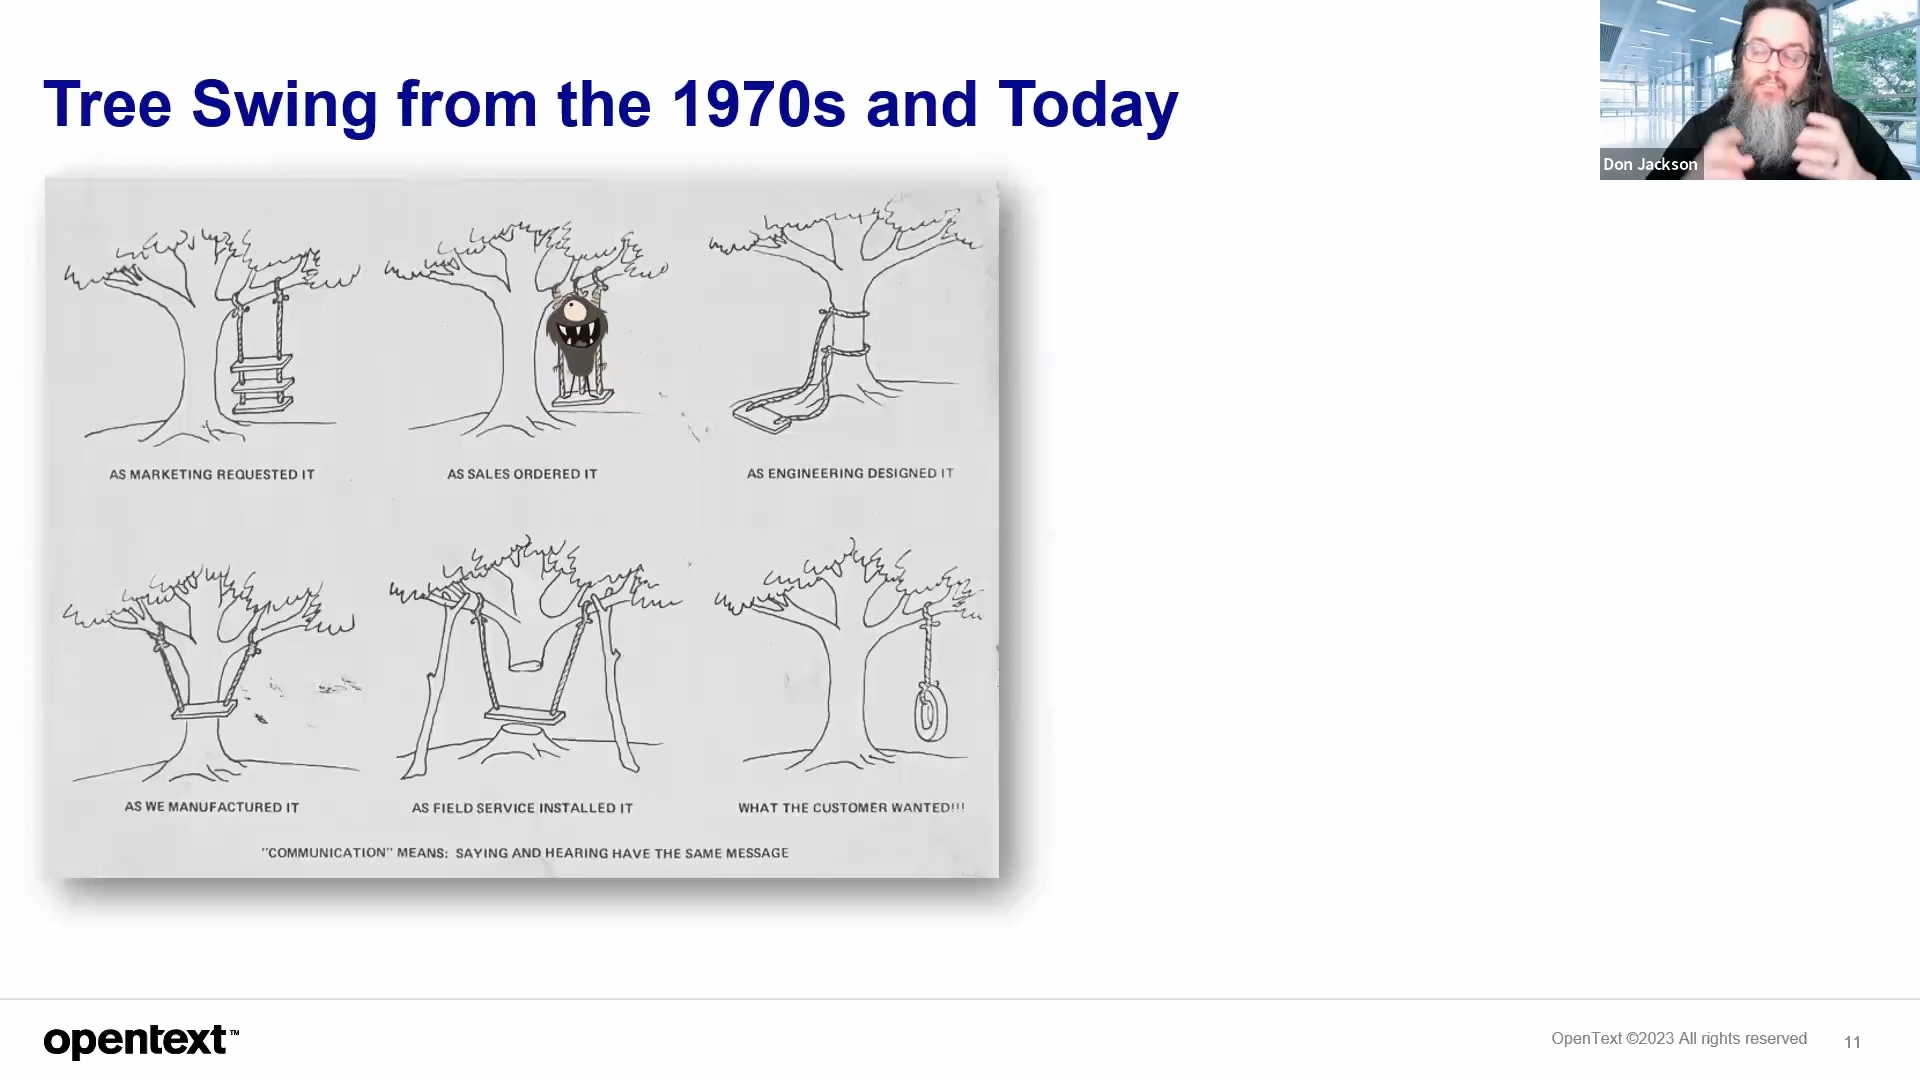 Tree Swing from the 1970s and Today
Don Jackson
AS MARKETING REQUESTED IT
AS SALES ORDERED IT
AS ENGINEERING DESIGNED IT
AS WE MANUFACTURED IT
AS FIELD SERVICE INSTALLED IT
WHAT THE CUSTOMER WANTED!!!
"COMMUNICATION" MEANS: SAYING AND HEARING HAVE THE SAME MESSAGE
opentext™
OpenText ©2023 All rights reserved
11